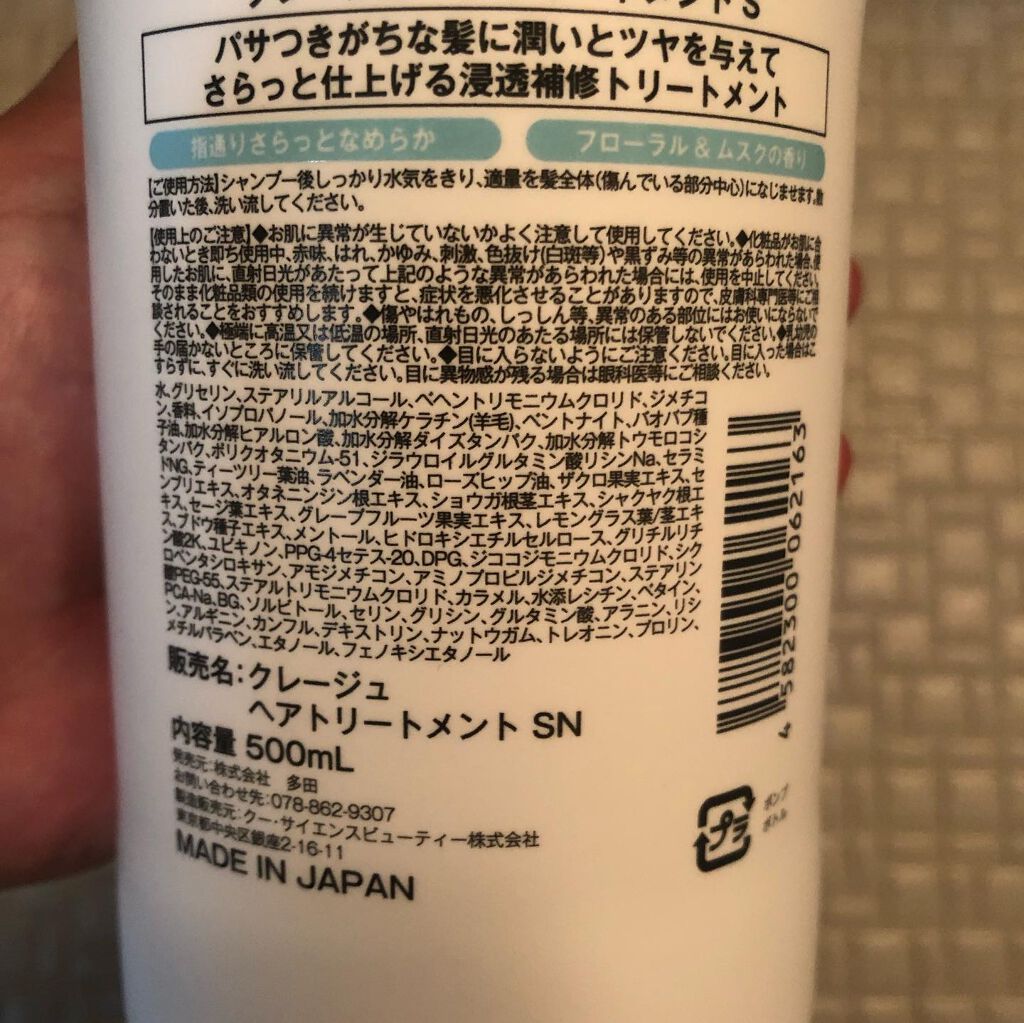 メントS
パサつきがちな髪に潤いとツヤを与えて
さらっと仕上げる浸透補修トリートメント
指通りさらっとなめらか
フローラル&ムスクの香り
【ご使用方法】シャンプー後しっかり水気をきり、適量を髪全体(傷んでいる部分中心)になじませます。数
分置いた後、洗い流してください。
【使用上のご注意】◆お肌に異常が生じていないかよく注意して使用してください。◆化粧品がお肌に合
わないとき即ち使用中、赤味、はれ、かゆみ、刺激、色抜け(白斑等)や黒ずみ等の異常があらわれた場合、使
用したお肌に、直射日光があたって上記のような異常があらわれた場合には、使用を中止してください。
そのまま化粧品類の使用を続けますと、症状を悪化させることがありますので、皮膚科専門医等にご相
談されることをおすすめします。◆傷やはれもの、しっしん等、異常のある部位にはお使いにならないで
ください。◆極端に高温又は低温の場所、直射日光のあたる場所には保管しないでください。◆乳幼児の
手の届かないところに保管してください。◆目に入らないようにご注意ください。目に入った場合はこ
すらずに、すぐに洗い流してください。目に異物感が残る場合は眼科医等にご相談ください。
水、グリセリン、ステアリルアルコール、ベヘントリモニウムクロリド、ジメチコ
ン、香料、イソプロパノール、加水分解ケラチン(羊毛)、ベントナイト、バオバブ種
子油、加水分解ヒアルロン酸、加水分解ダイズタンパク、加水分解トウモロコシ
タンパク、ポリクオタニウム-51、ジラウロイルグルタミン酸リシンNa、セラミ
ドNG、ティーツリー葉油、ラベンダー油、ローズヒップ油、ザクロ果実エキス、セ
ンブリエキス、オタネニンジン根エキス、ショウガ根茎エキス、シャクヤク根エ
キス、セージ葉エキス、グレープフルーツ果実エキス、レモングラス葉/茎エキ
ス、ブドウ種子エキス、メントール、ヒドロキシエチルセルロース、グリチルリチ
ン酸2K、ユビキノン、PPG-4セテス-20、DPG、ジココジモニウムクロリド、シク
ロペンタシロキサン、アモジメチコン、アミノプロピルジメチコン、ステアリン
酸PEG-55、ステアルトリモニウムクロリド、カラメル、水添レシチン、ベタイン、
PCA-Na、BG、ソルビトール、セリン、グリシン、グルタミン酸、アラニン、リシ
ン、アルギニン、カンフル、デキストリン、ナットウガム、トレオニン、プロリン、
メチルパラベン、エタノール、フェノキシエタノール
販売名:クレージュ
ヘアトリートメント SN
内容量 500mL
発売元:株式会社 多田
お問い合わせ先:078-862-9307
製造販売元:クー・サイエンスビューティー株式会社
東京都中央区銀座2-16-11
MADE IN JAPAN
4 582300 062163
プラ
ポンプ
ボトル